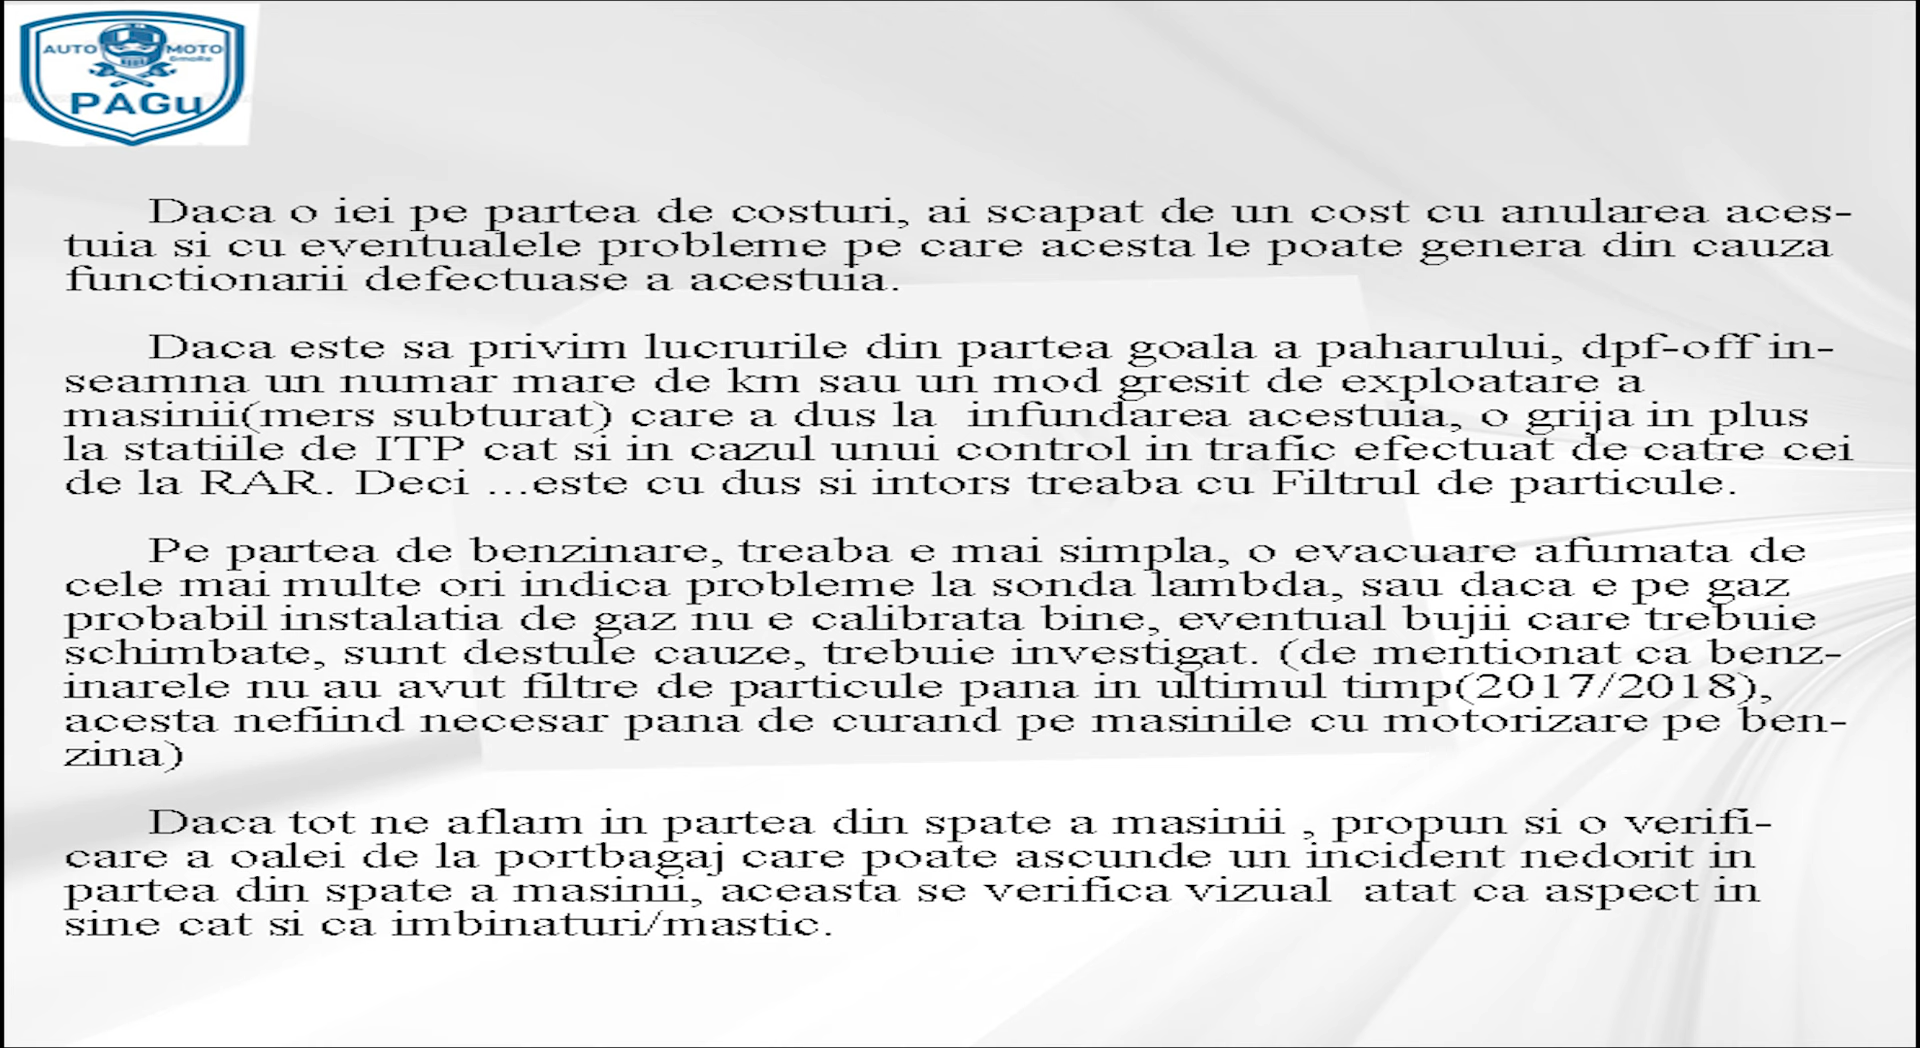 AUTO MOTO
PAGu
Daca o iei pe partea de costuri, ai scapat de un cost cu anularea aces-
tuia si cu eventualele probleme pe care acesta le poate genera din cauza
functionarii defectuase a acestuia.
Daca este sa privim lucrurile din partea goala a paharului, dpf-off in-
seamna un numar mare de km sau un mod gresit de exploatare a
masinii(mers subturat) care a dus la infundarea acestuia, o grija in plus
la statiile de ITP cat si in cazul unui control in trafic efectuat de catre cei
de la RAR. Deci ...este cu dus si intors treaba cu Filtrul de particule.
Pe partea de benzinare, treaba e mai simpla, o evacuare afumata de
cele mai multe ori indica probleme la sonda lambda, sau daca e pe gaz
probabil instalatia de gaz nu e calibrata bine, eventual bujii care trebuie
schimbate, sunt destule cauze, trebuie investigat. (de mentionat ca benz-
inarele nu au avut filtre de particule pana in ultimul timp(2017/2018),
acesta nefiind necesar pana de curand pe masinile cu motorizare pe ben-
zina)
Daca tot ne aflam in partea din spate a masinii , propun si o verifi-
care a oalei de la portbagaj care poate ascunde un incident nedorit in
partea din spate a masinii, aceasta se verifica vizual atat ca aspect in
sine cat si ca imbinaturi/mastic.